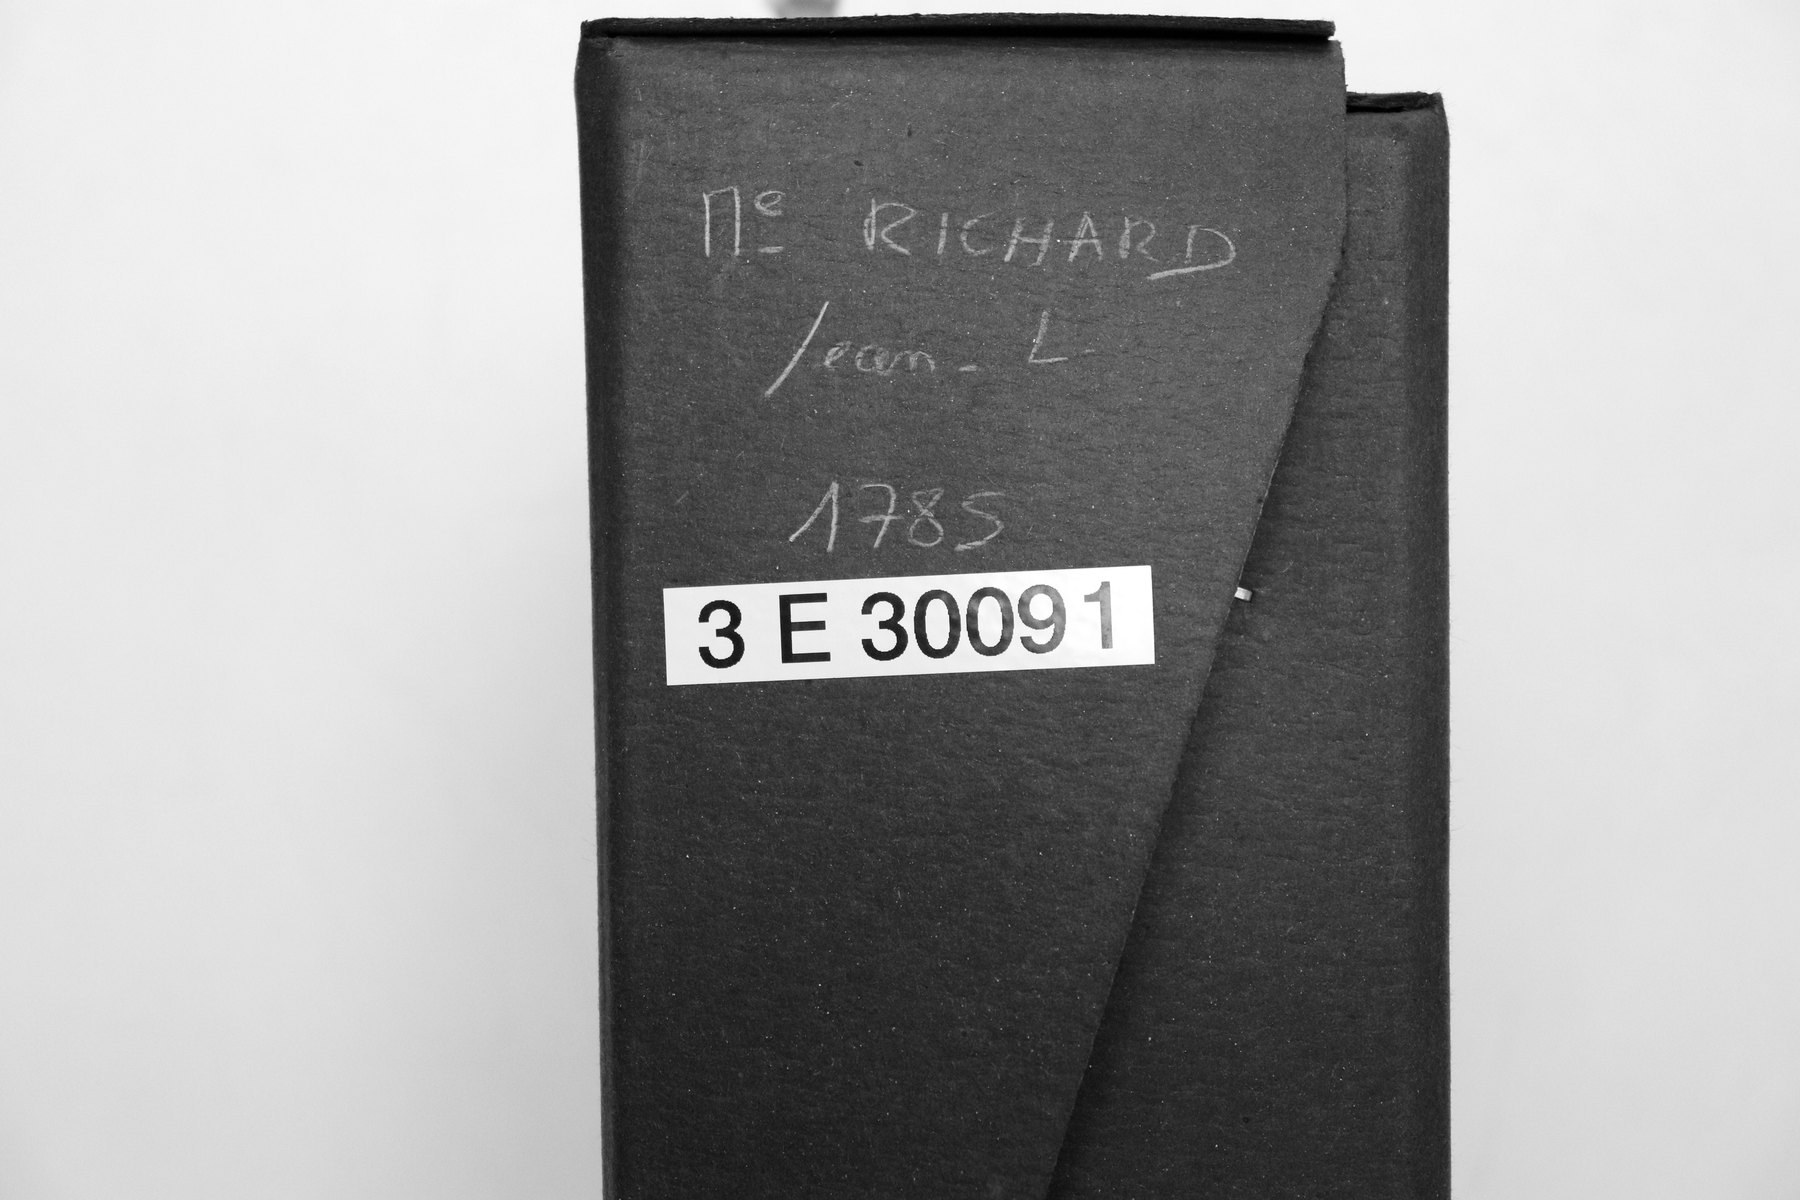 Me RICHARD
Jean-L
1785
3 E 30091